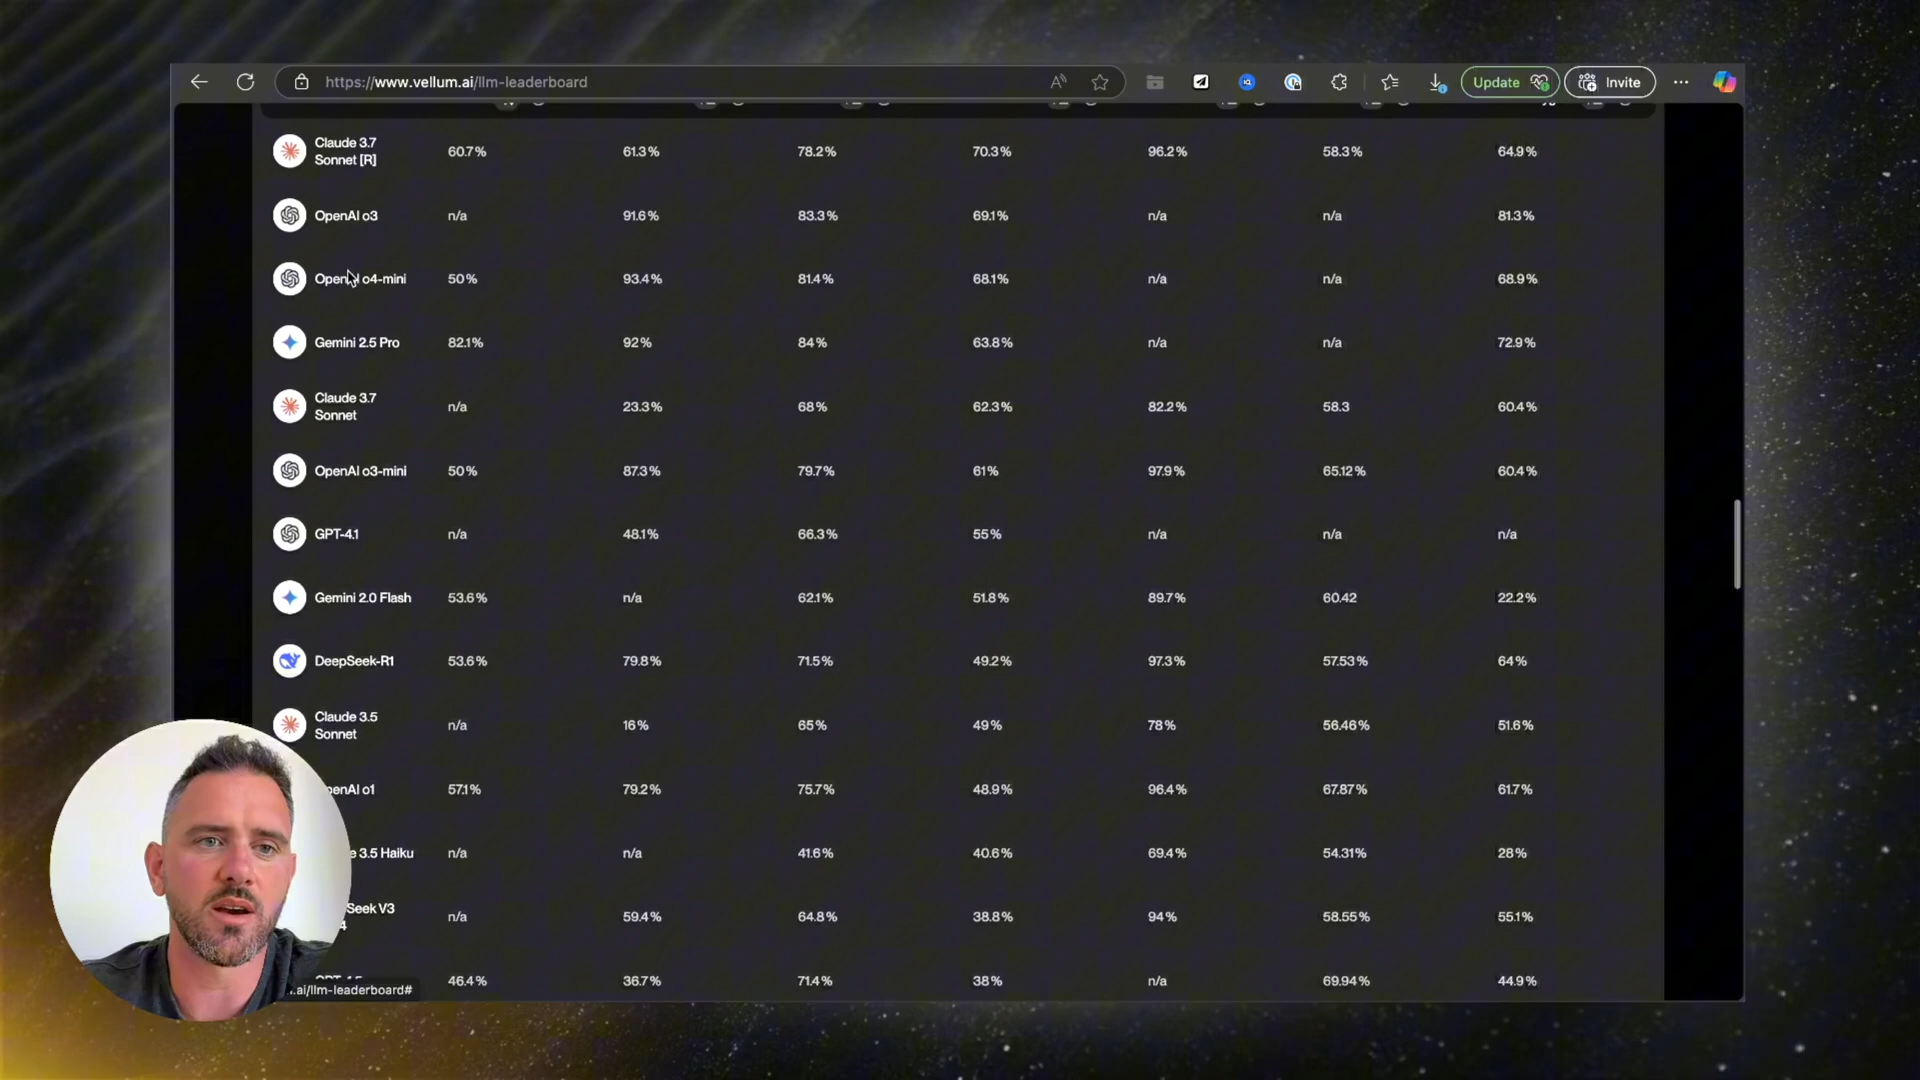 https://www.vellum.ai/llm-leaderboard
Update
Invite
Claude 3.7
Sonnet [R]
60.7% 61.3% 78.2% 70.3% 96.2% 58.3% 64.9%
OpenAI o3 n/a 91.6% 83.3% 69.1% n/a n/a 81.3%
OpenAI o4-mini 50% 93.4% 81.4% 68.1% n/a n/a 68.9%
Gemini 2.5 Pro 82.1% 92% 84% 63.8% n/a n/a 72.9%
Claude 3.7
Sonnet
n/a 23.3% 68% 62.3% 82.2% 58.3 60.4%
OpenAI o3-mini 50% 87.3% 79.7% 61% 97.9% 65.12% 60.4%
GPT-4.1 n/a 48.1% 66.3% 55% n/a n/a n/a
Gemini 2.0 Flash 53.6% n/a 62.1% 51.8% 89.7% 60.42 22.2%
DeepSeek-R1 53.6% 79.8% 71.5% 49.2% 97.3% 57.53% 64%
Claude 3.5
Sonnet
n/a 16% 65% 49% 78% 56.46% 51.6%
penAI o1 57.1% 79.2% 75.7% 48.9% 96.4% 67.87% 61.7%
e 3.5 Haiku n/a n/a 41.6% 40.6% 69.4% 54.31% 28%
Seek V3
4
n/a 59.4% 64.8% 38.8% 94% 58.55% 55.1%
46.4% 36.7% 71.4% 38% n/a 69.94% 44.9%
.ai/llm-leaderboard#